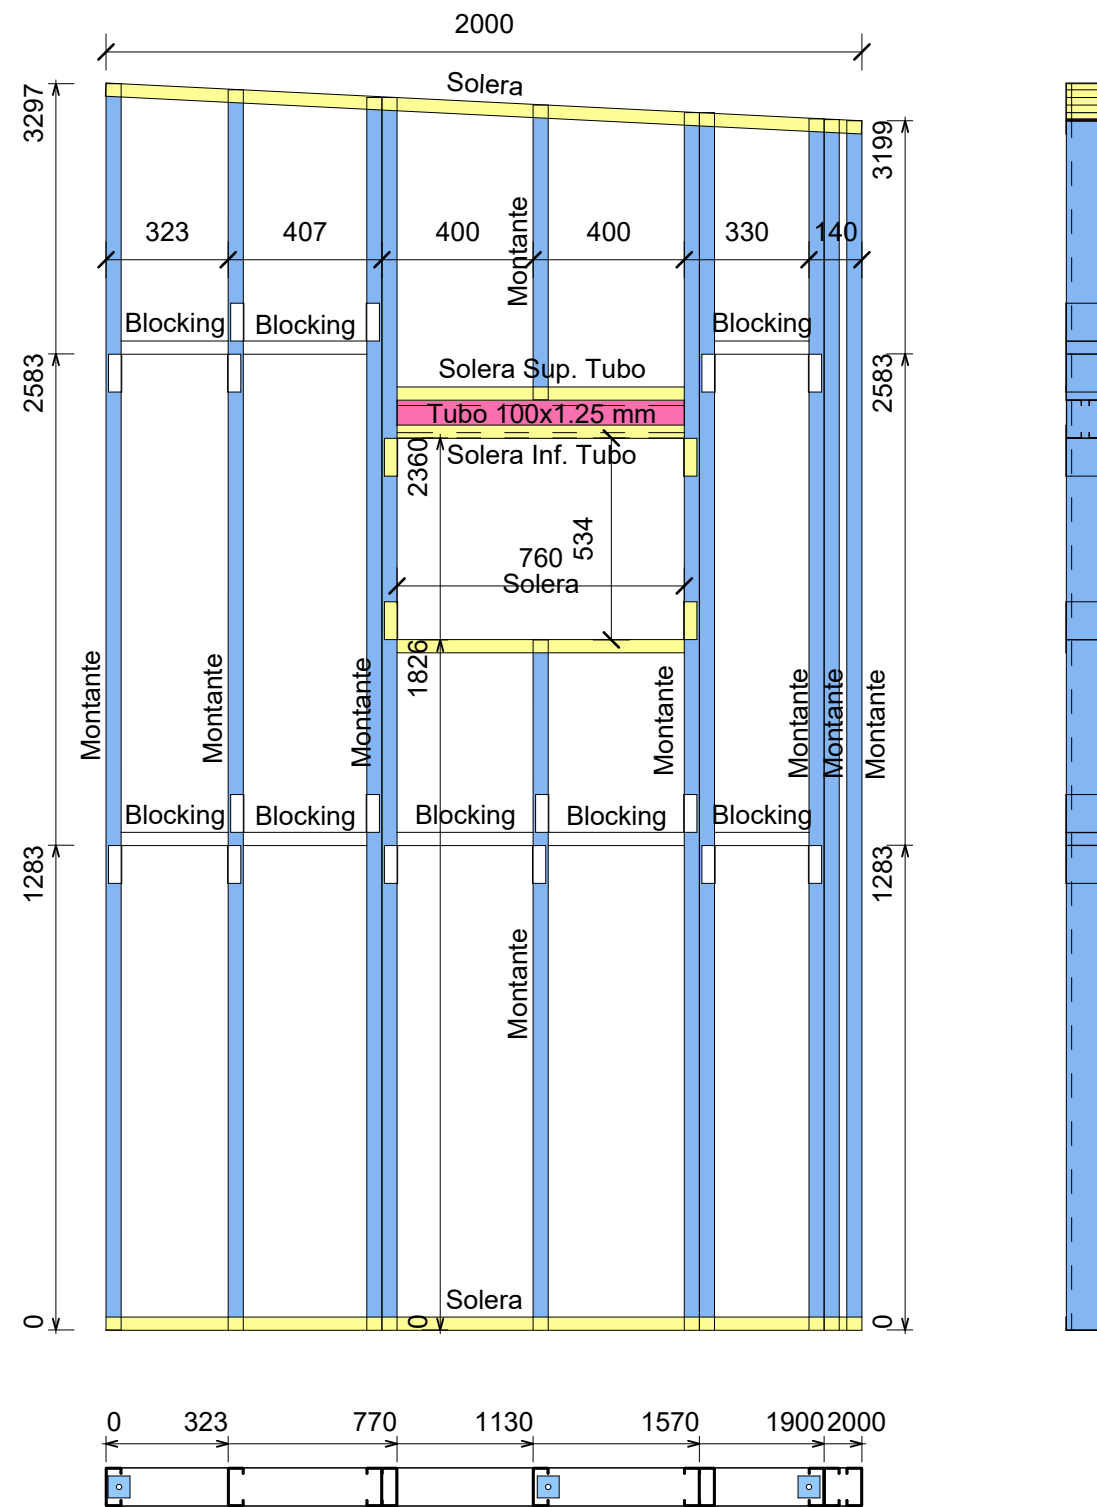 2000
Solera
3297
3199
323 407 400 400 330 140
Montante
Blocking
Blocking
Blocking
2583
2583
Solera Sup. Tubo
Tubo 100x1.25 mm
Solera Inf. Tubo
2360
534
760
Solera
1826
Montante
Montante
Montante
Montante
Montante
Montante
Montante
Blocking
Blocking
Blocking
Blocking
Blocking
1283
1283
Montante
Solera
0
0
0
0 323 770 1130 1570 1900 2000